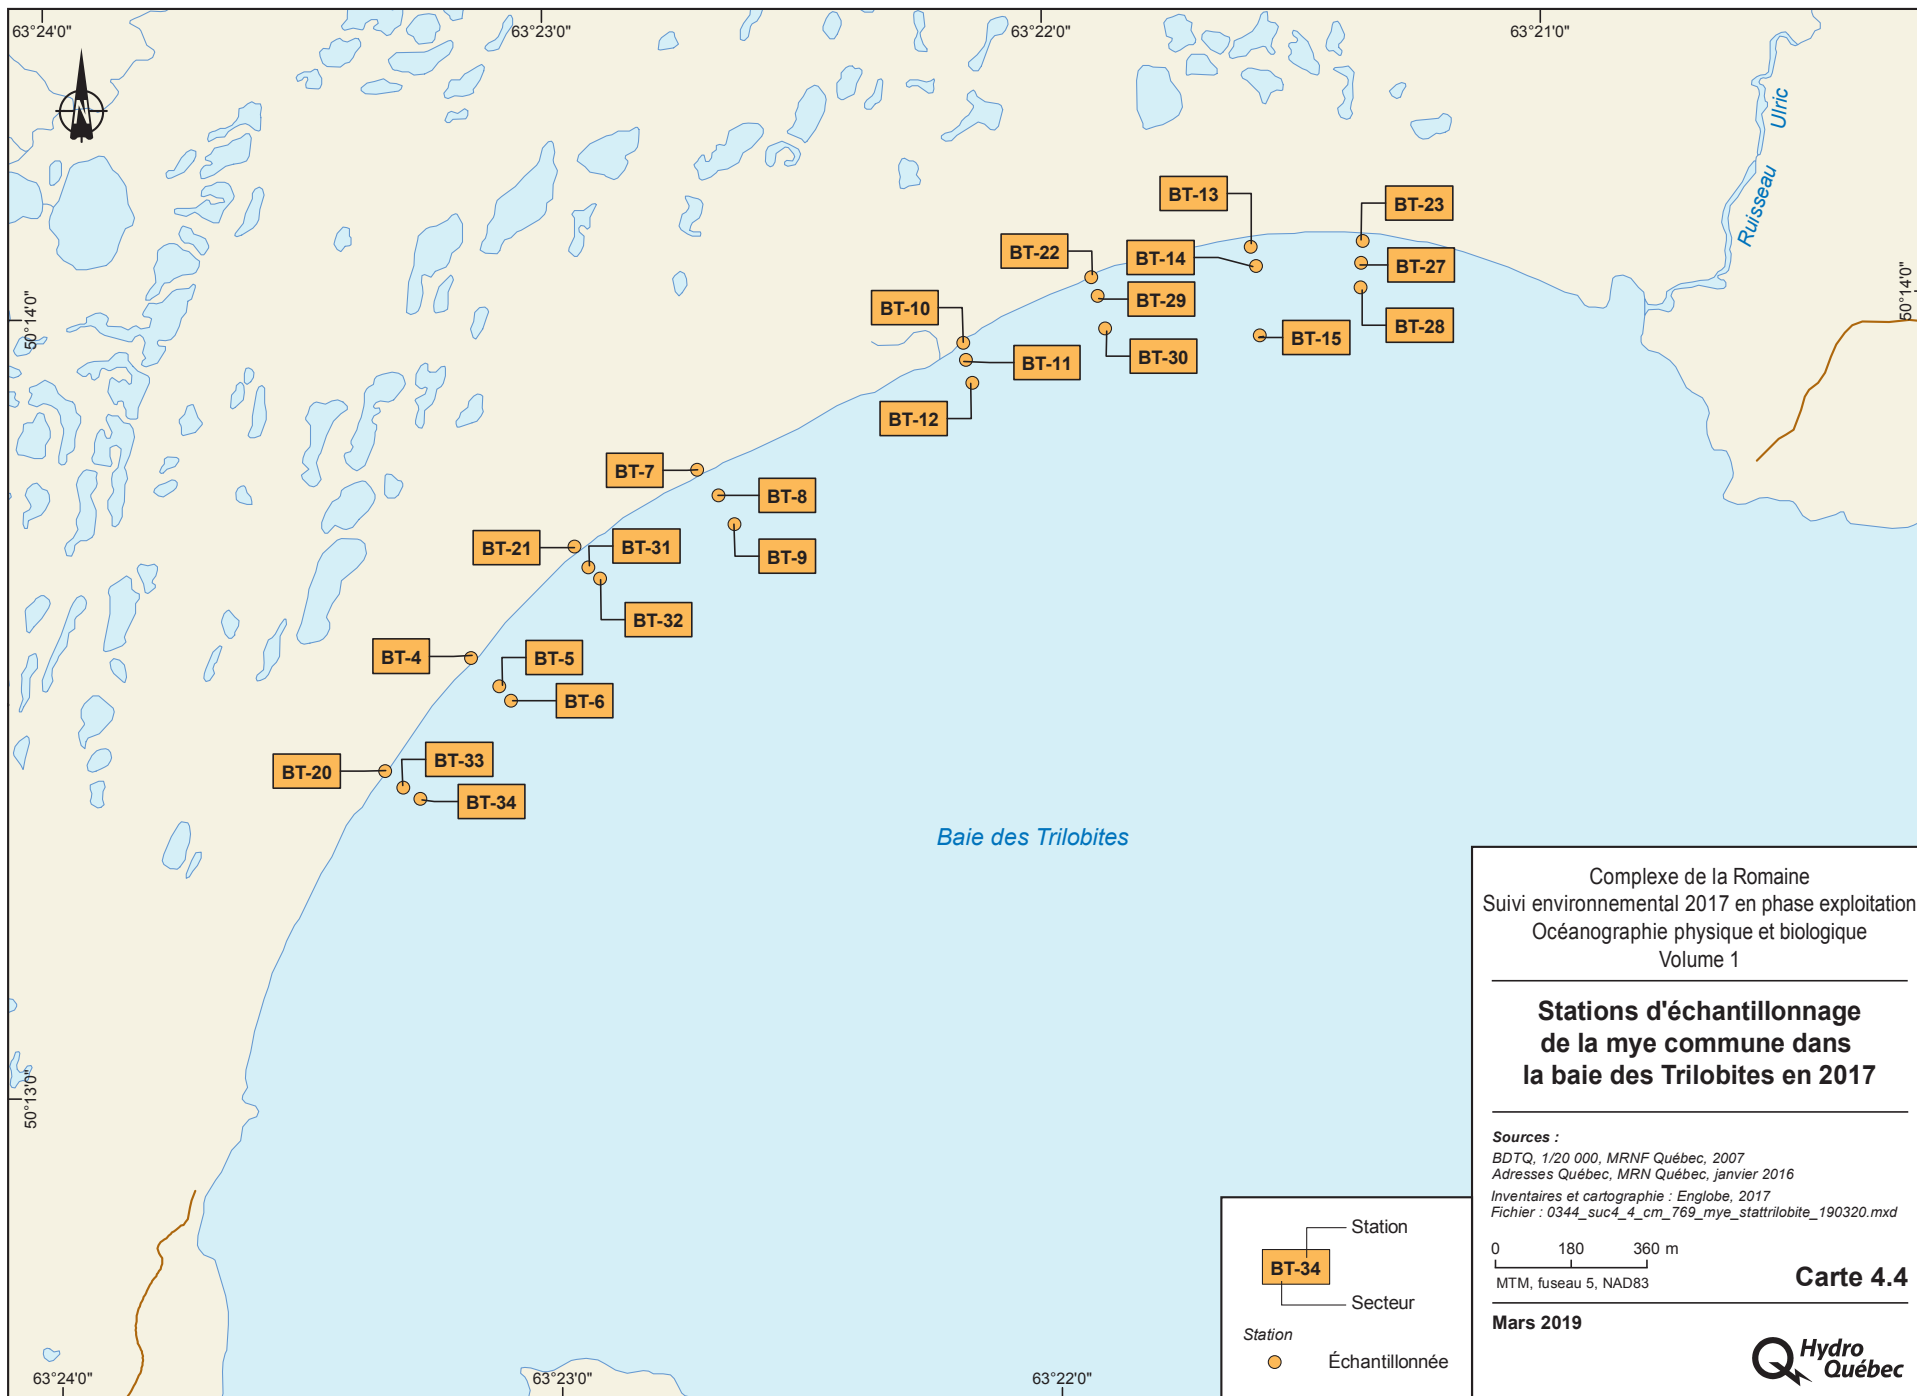 63°24'0"
63°23'0"
63°22'0"
63°21'0"
N
Ruisseau Ulric
BT-13
BT-23
BT-22
BT-14
BT-27
BT-29
BT-10
BT-28
BT-15
BT-30
BT-11
BT-12
50°14'0"
50°14'0"
BT-7
BT-8
BT-21
BT-31
BT-9
BT-32
BT-4
BT-5
BT-6
BT-20
BT-33
BT-34
Baie des Trilobites
50°13'0"
63°24'0"
63°23'0"
63°22'0"
Station
BT-34
Secteur
Station
Échantillonnée
Complexe de la Romaine
Suivi environnemental 2017 en phase exploitation
Océanographie physique et biologique
Volume 1
Stations d'échantillonnage
de la mye commune dans
la baie des Trilobites en 2017
Sources :
BDTQ, 1/20 000, MRNF Québec, 2007
Adresses Québec, MRN Québec, janvier 2016
Inventaires et cartographie : Englobe, 2017
Fichier : 0344_suc4_4_cm_769_mye_stattrilobite_190320.mxd
0 180 360 m
MTM, fuseau 5, NAD83
Carte 4.4
Mars 2019
Hydro
Québec